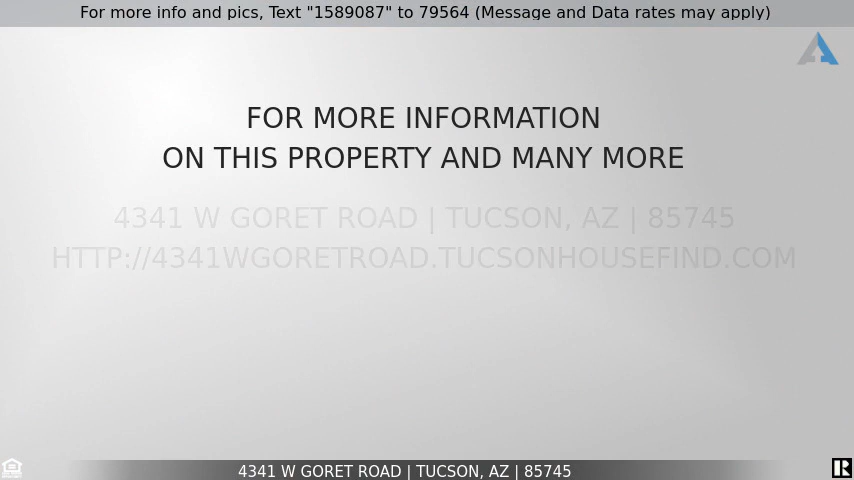 For more info and pics, Text "1589087" to 79564 (Message and Data rates may apply)
FOR MORE INFORMATION
ON THIS PROPERTY AND MANY MORE
4341 W GORET ROAD | TUCSON, AZ | 85745
HTTP://4341WGORETROAD.TUCSONHOUSEFIND.COM
4341 W GORET ROAD | TUCSON, AZ | 85745